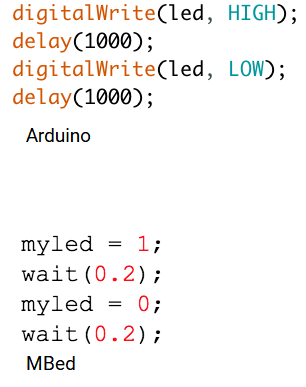 digitalWrite(led, HIGH);
delay(1000);
digitalWrite(led, LOW);
delay(1000);
Arduino
myled = 1;
wait(0.2);
myled = 0;
wait(0.2);
MBed